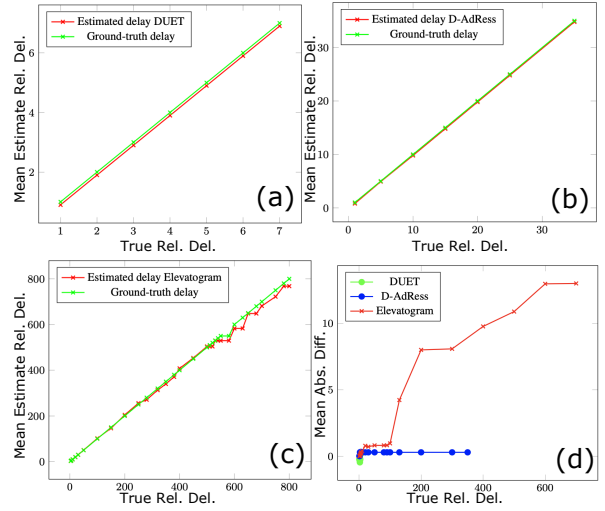 Estimated delay DUET
Ground-truth delay
6
4
2
1 2 3 4 5 6 7
Mean Estimate Rel. Del.
True Rel. Del.
(a)
Estimated delay D-AdRess
Ground-truth delay
30
20
10
0
0 10 20 30
Mean Estimate Rel. Del.
True Rel. Del.
(b)
Estimated delay Elevatogram
Ground-truth delay
800
600
400
200
0
0 200 400 600 800
Mean Estimate Rel. Del.
True Rel. Del.
(c)
DUET
D-AdRess
Elevatogram
10
5
0
0 200 400 600
Mean Abs. Diff.
True Rel. Del.
(d)